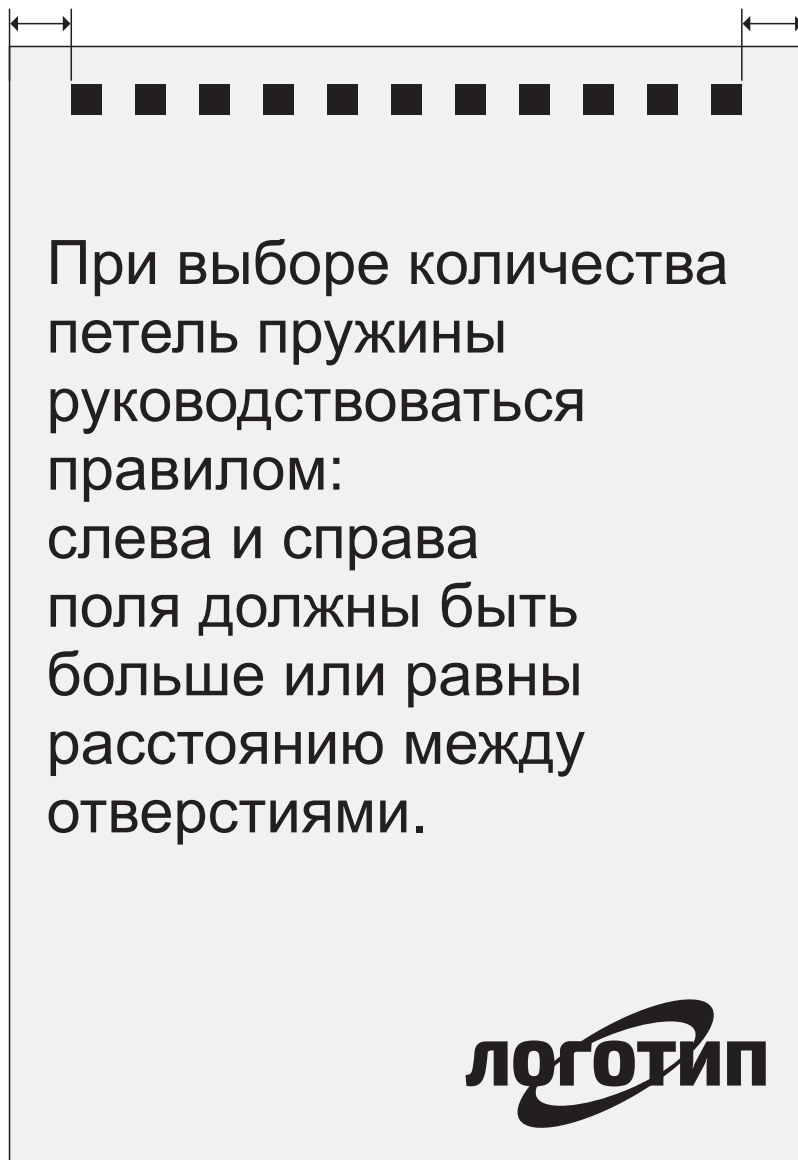 При выборе количества
петель пружины
руководствоваться
правилом:
слева и справа
поля должны быть
больше или равны
расстоянию между
отверстиями.
логотип